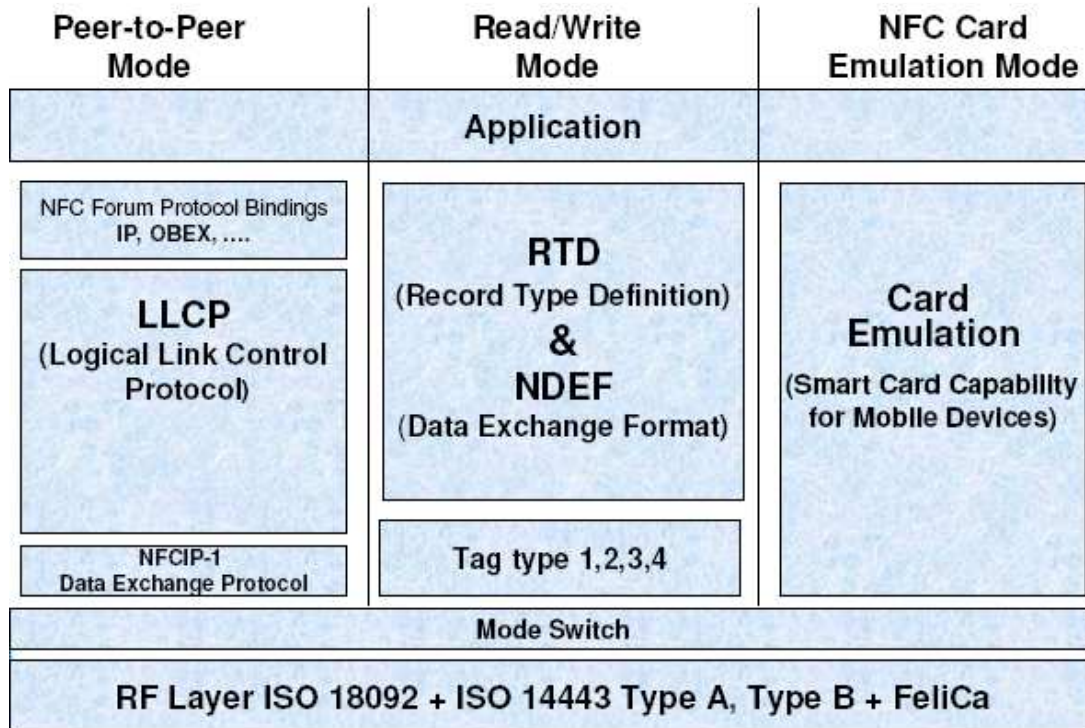 Peer-to-Peer
Mode
Read/Write
Mode
NFC Card
Emulation Mode
Application
NFC Forum Protocol Bindings
IP, OBEX, ....
LLCP
(Logical Link Control
Protocol)
NFCIP-1
Data Exchange Protocol
RTD
(Record Type Definition)
&
NDEF
(Data Exchange Format)
Tag type 1,2,3,4
Card
Emulation
(Smart Card Capability
for Mobile Devices)
Mode Switch
RF Layer ISO 18092 + ISO 14443 Type A, Type B + FeliCa